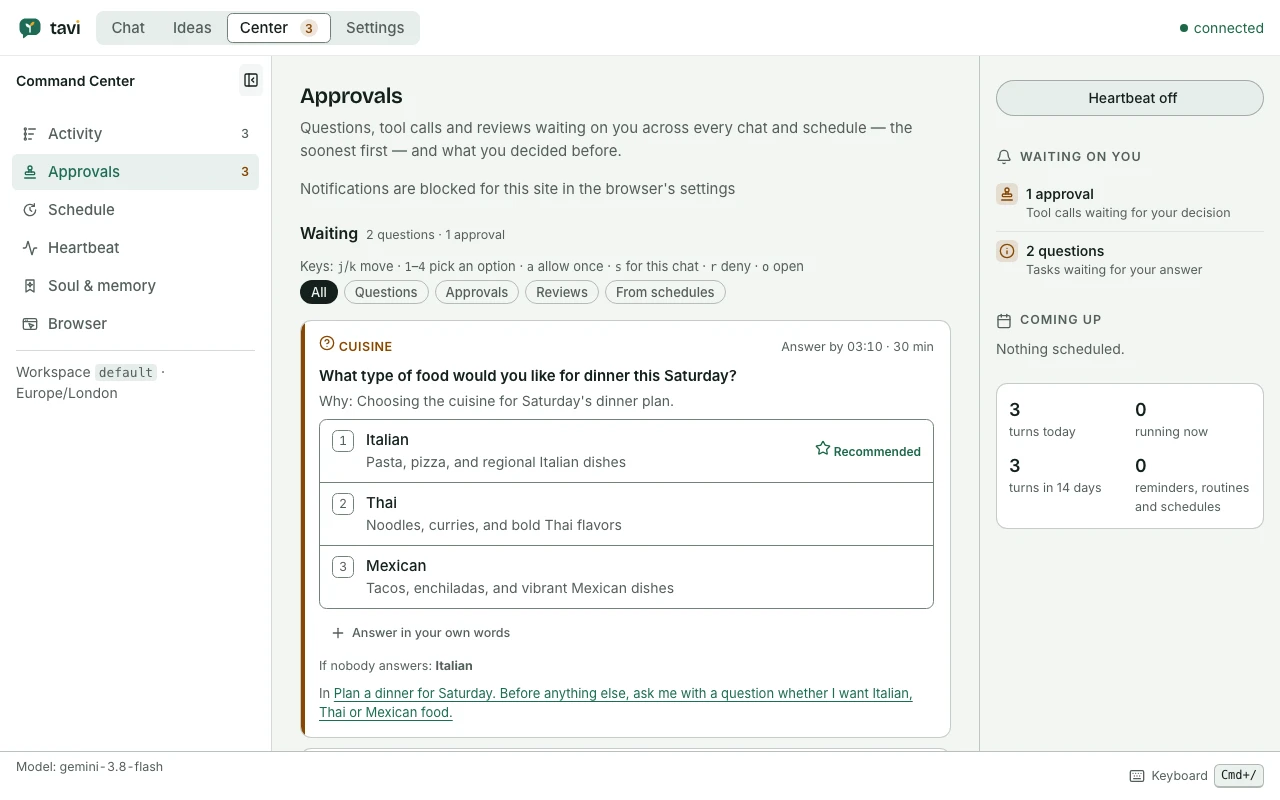 tavi
Chat
Ideas
Center 3
Settings
connected
Command Center
Activity 3
Approvals 3
Schedule
Heartbeat
Soul & memory
Browser
Workspace default ·
Europe/London
Approvals
Questions, tool calls and reviews waiting on you across every chat and schedule — the
soonest first — and what you decided before.
Notifications are blocked for this site in the browser's settings
Waiting 2 questions · 1 approval
Keys: j/k move · 1–4 pick an option · a allow once · s for this chat · r deny · o open
All
Questions
Approvals
Reviews
From schedules
CUISINE
Answer by 03:10 · 30 min
What type of food would you like for dinner this Saturday?
Why: Choosing the cuisine for Saturday's dinner plan.
1 Italian
Pasta, pizza, and regional Italian dishes
Recommended
2 Thai
Noodles, curries, and bold Thai flavors
3 Mexican
Tacos, enchiladas, and vibrant Mexican dishes
Answer in your own words
If nobody answers: Italian
In Plan a dinner for Saturday. Before anything else, ask me with a question whether I want Italian,
Thai or Mexican food.
Heartbeat off
WAITING ON YOU
1 approval
Tool calls waiting for your decision
2 questions
Tasks waiting for your answer
COMING UP
Nothing scheduled.
3
turns today
0
running now
3
turns in 14 days
0
reminders, routines
and schedules
Model: gemini-3.8-flash
Keyboard Cmd+/